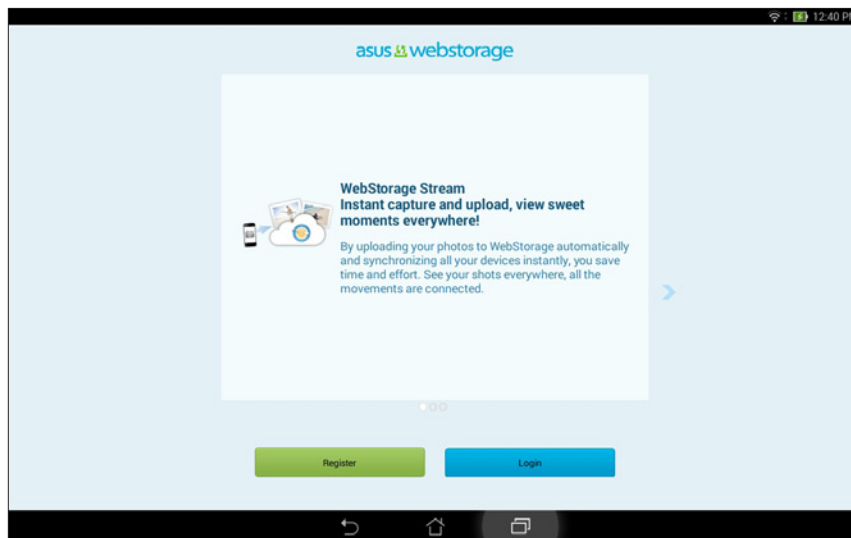 12:40 PM
asus webstorage
WebStorage Stream
Instant capture and upload, view sweet
moments everywhere!
By uploading your photos to WebStorage automatically
and synchronizing all your devices instantly, you save
time and effort. See your shots everywhere, all the
movements are connected.
Register Login